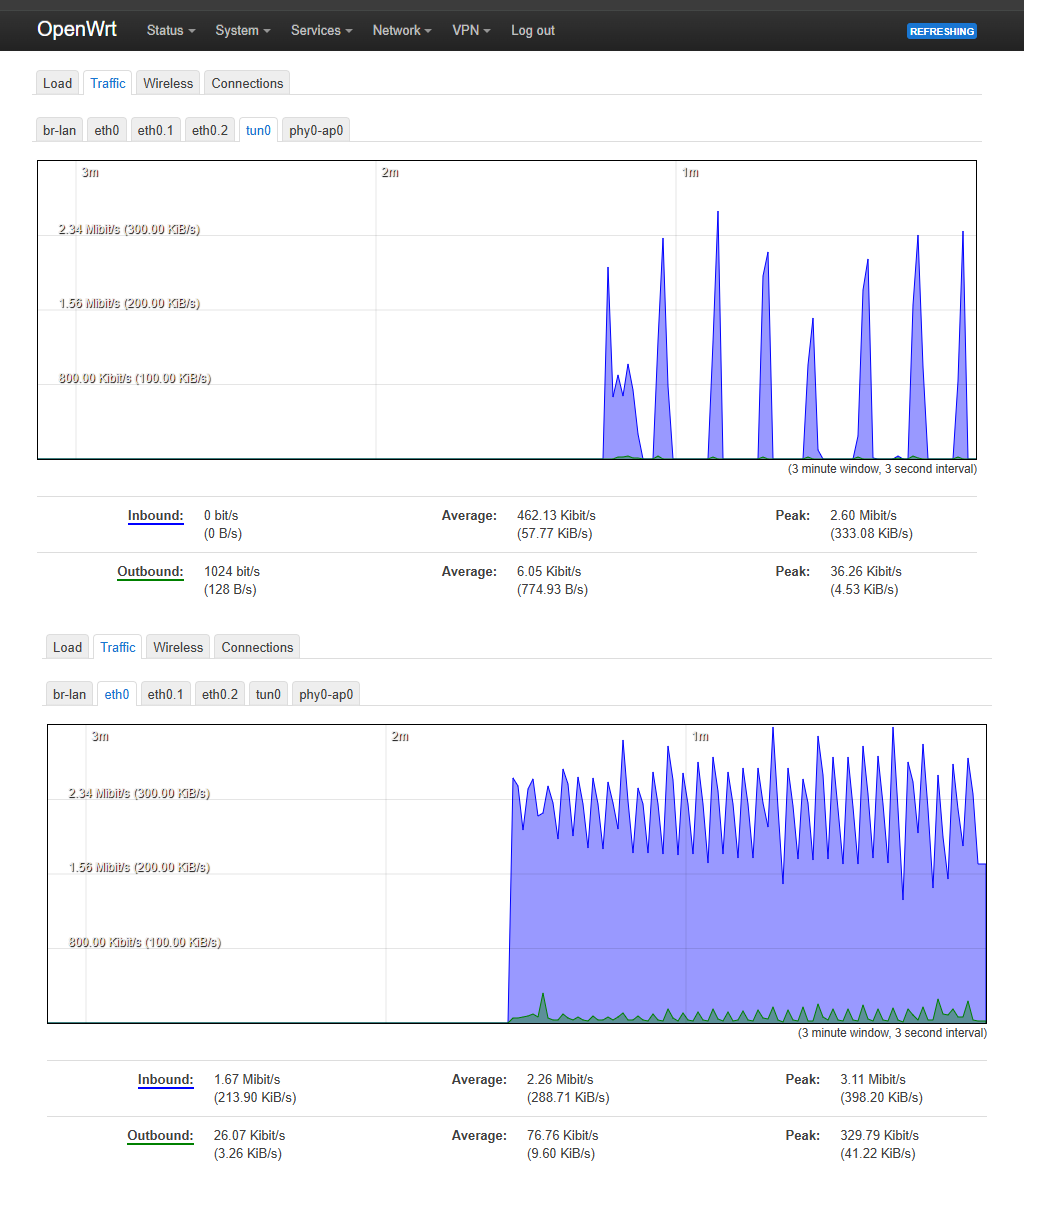 OpenWrt Status System Services Network VPN Log out REFRESHING
Load Traffic Wireless Connections
br-lan eth0 eth0.1 eth0.2 tun0 phy0-ap0
3m 2m 1m
2.34 Mibit/s (300.00 KiB/s)
1.56 Mibit/s (200.00 KiB/s)
800.00 Kibit/s (100.00 KiB/s)
(3 minute window, 3 second interval)
Inbound: 0 bit/s Average: 462.13 Kibit/s Peak: 2.60 Mibit/s
(0 B/s) (57.77 KiB/s) (333.08 KiB/s)
Outbound: 1024 bit/s Average: 6.05 Kibit/s Peak: 36.26 Kibit/s
(128 B/s) (774.93 B/s) (4.53 KiB/s)
Load Traffic Wireless Connections
br-lan eth0 eth0.1 eth0.2 tun0 phy0-ap0
3m 2m 1m
2.34 Mibit/s (300.00 KiB/s)
1.56 Mibit/s (200.00 KiB/s)
800.00 Kibit/s (100.00 KiB/s)
(3 minute window, 3 second interval)
Inbound: 1.67 Mibit/s Average: 2.26 Mibit/s Peak: 3.11 Mibit/s
(213.90 KiB/s) (288.71 KiB/s) (398.20 KiB/s)
Outbound: 26.07 Kibit/s Average: 76.76 Kibit/s Peak: 329.79 Kibit/s
(3.26 KiB/s) (9.60 KiB/s) (41.22 KiB/s)